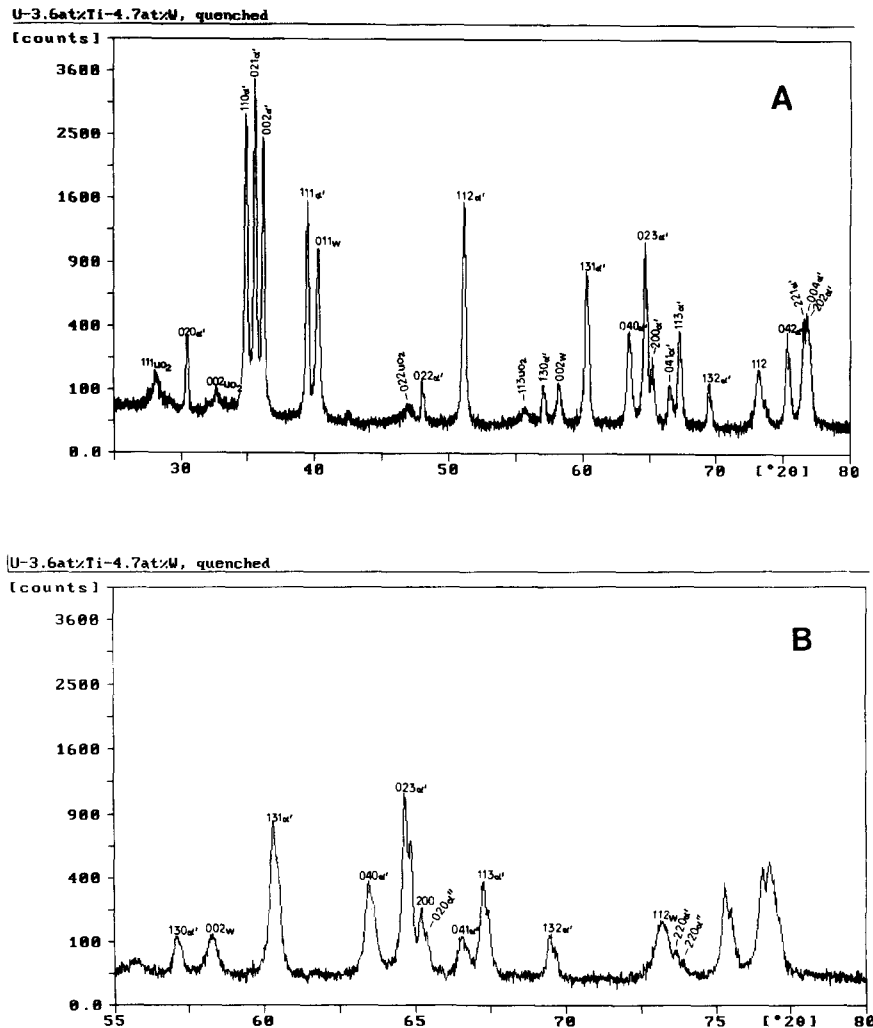 U-3.6at%Ti-4.7at%W, quenched
[counts]
A
3600
2500
1600
900
400
100
0.0
111UO2
020α'
002UO2
110α'
021α'
002α'
111α'
011W
022UO2
022α'
112α'
113UO2
130α'
002W
131α'
040α'
023α'
200α'
041α'
113α'
132α'
112
042α'
221α'
004α'
202α'
30 40 50 60 70 [°2θ] 80
U-3.6at%Ti-4.7at%W, quenched
[counts]
B
3600
2500
1600
900
400
100
0.0
130α'
002W
131α'
040α'
023α'
200
020α''
041α'
113α'
132α'
112W
220α'
220α''
55 60 65 70 75 [°2θ] 80